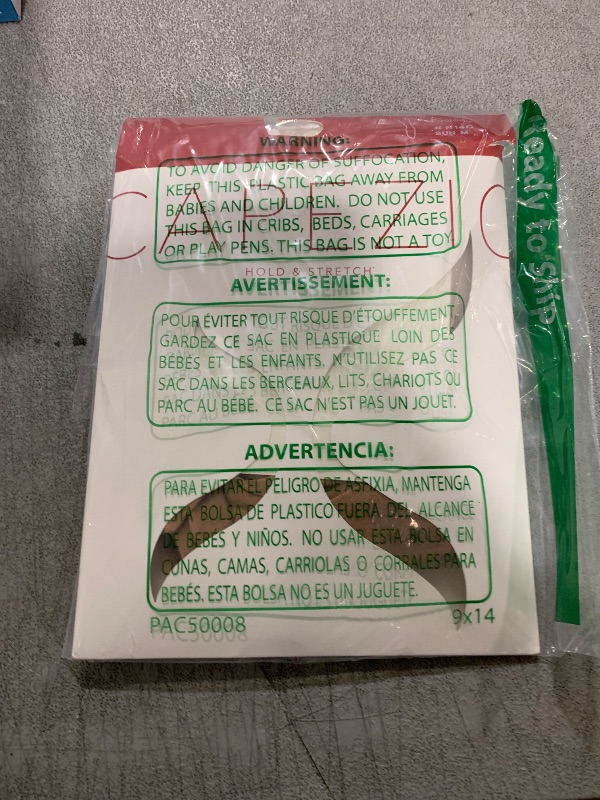 WARNING:
TO AVOID DANGER OF SUFFOCATION,
KEEP THIS PLASTIC BAG AWAY FROM
BABIES AND CHILDREN. DO NOT USE
THIS BAG IN CRIBS, BEDS, CARRIAGES
OR PLAY PENS. THIS BAG IS NOT A TOY
CAPEZIO
HOLD & STRETCH
AVERTISSEMENT:
POUR ÉVITER TOUT RISQUE D'ÉTOUFFEMENT,
GARDEZ CE SAC EN PLASTIQUE LOIN DES
BÉBÉS ET LES ENFANTS. N'UTILISEZ PAS CE
SAC DANS LES BERCEAUX, LITS, CHARIOTS OU
PARC AU BÉBÉ. CE SAC N'EST PAS UN JOUET.
ADVERTENCIA:
PARA EVITAR EL PELIGRO DE ASFIXIA, MANTENGA
ESTA BOLSA DE PLASTICO FUERA DEL ALCANCE
DE BEBES Y NIÑOS. NO USAR ESTA BOLSA EN
CUNAS, CAMAS, CARRIOLAS O CORRALES PARA
BEBÉS. ESTA BOLSA NO ES UN JUGUETE.
PAC50008 9x14
Ready to Ship